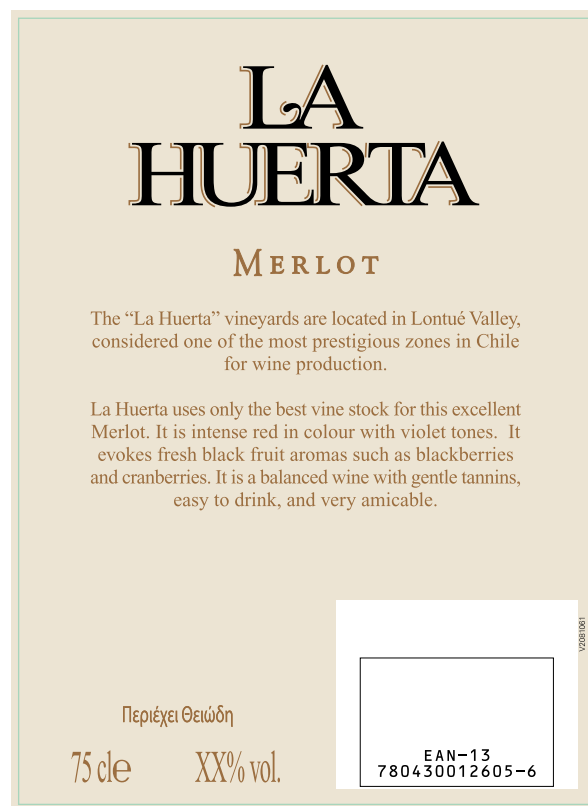 LA
HUERTA
MERLOT
The “La Huerta” vineyards are located in Lontué Valley,
considered one of the most prestigious zones in Chile
for wine production.
La Huerta uses only the best vine stock for this excellent
Merlot. It is intense red in colour with violet tones. It
evokes fresh black fruit aromas such as blackberries
and cranberries. It is a balanced wine with gentle tannins,
easy to drink, and very amicable.
V2081061
Περιέχει Θειώδη
75 cl℮ XX% vol.
EAN-13
780430012605-6